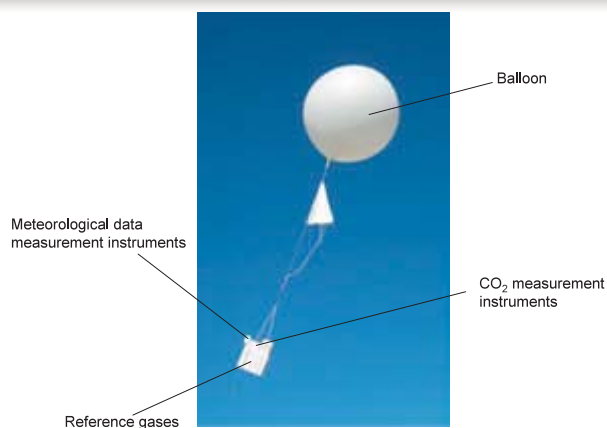 Balloon
Meteorological data
measurement instruments
CO₂ measurement
instruments
Reference gases